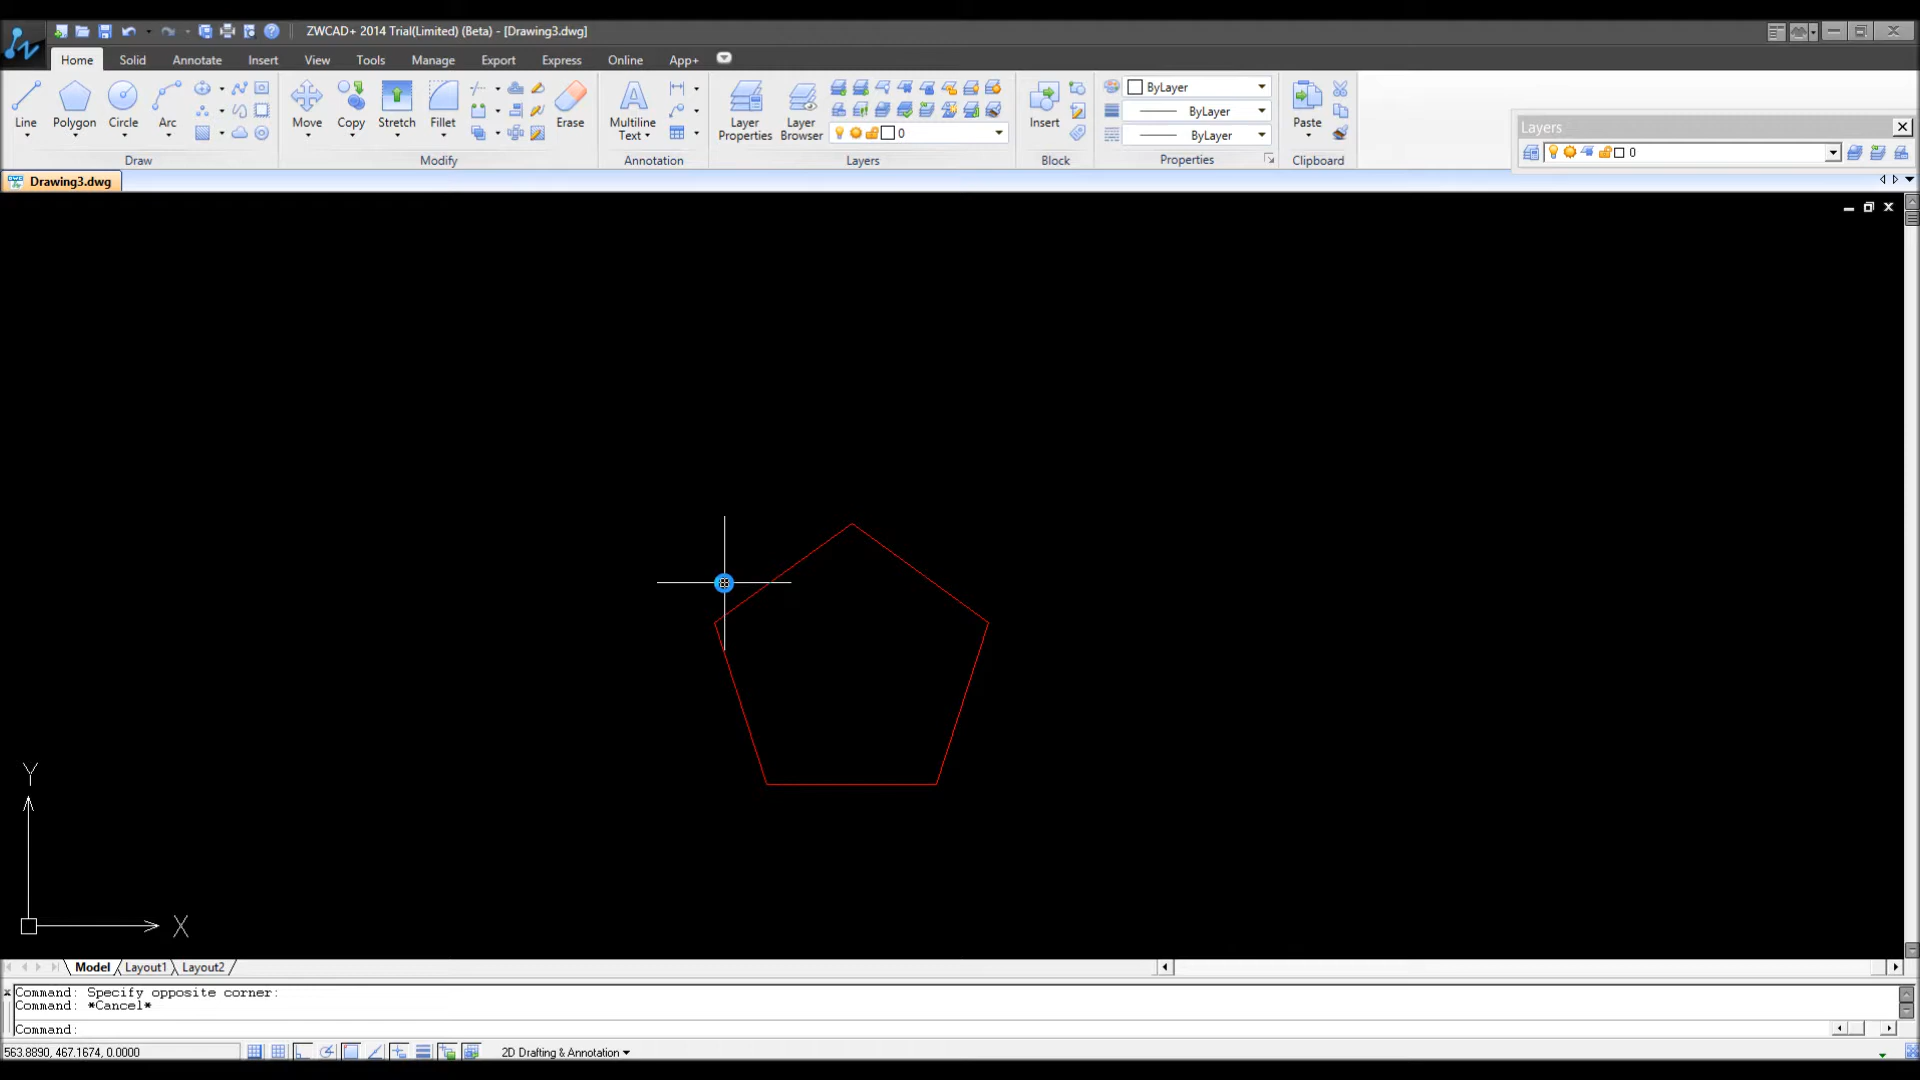 ZWCAD+ 2014 Trial(Limited) (Beta) - [Drawing3.dwg]
Home Solid Annotate Insert View Tools Manage Export Express Online App+
Line Polygon Circle Arc
Draw
Move Copy Stretch Fillet Erase
Modify
Multiline Text
Annotation
Layer Properties
Layer Browser
0
Layers
Insert
Block
ByLayer
ByLayer
ByLayer
Properties
Paste
Clipboard
Layers
0
Drawing3.dwg
Y
X
Model Layout1 Layout2
Command: Specify opposite corner:
Command: *Cancel*
Command:
563.8890, 467.1674, 0.0000
2D Drafting & Annotation